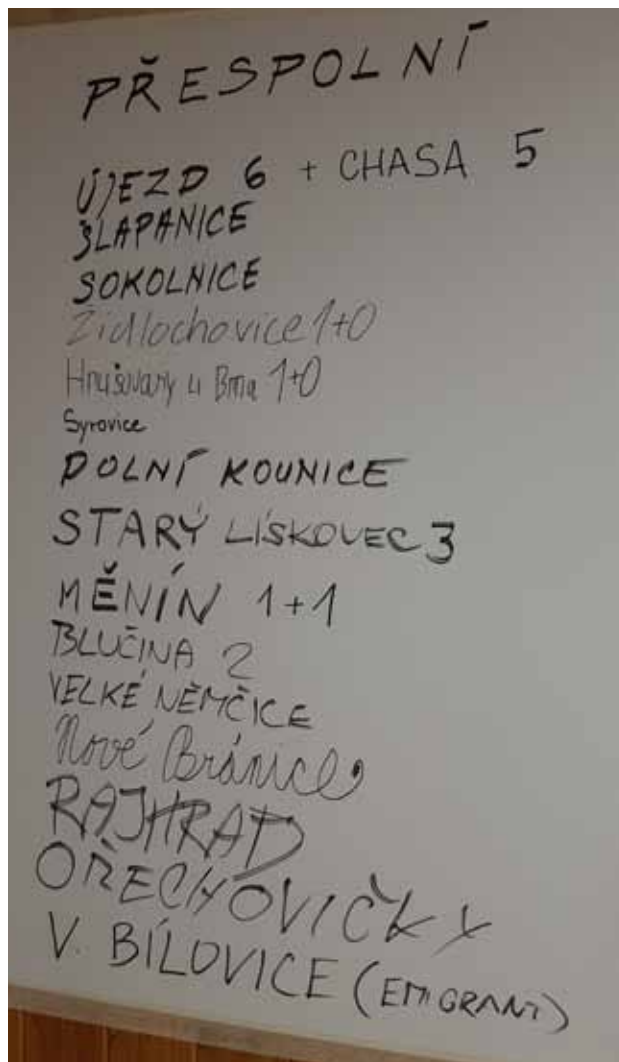 PŘESPOLNÍ
ÚJEZD 6 + CHASA 5
ŠLAPANICE
SOKOLNICE
Židlochovice 1+0
Hrušovany u Brna 1+0
Syrovice
DOLNÍ KOUNICE
STARÝ LÍSKOVEC 3
MĚNÍN 1+1
BLUČINA 2
VELKÉ NĚMČICE
Nové Bránice
RAJHRAD
OŘECHOVIČKY
V. BÍLOVICE (EMIGRANT)